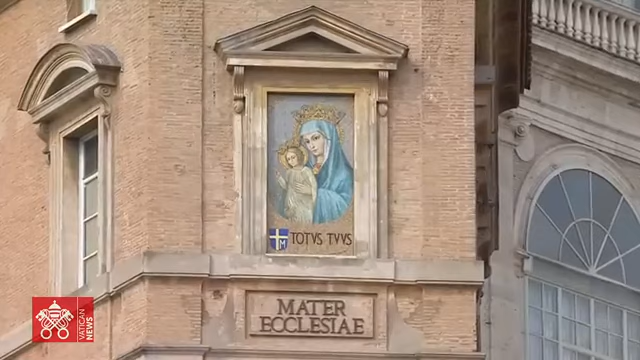 TOTVS TVVS
M
MATER
ECCLESIAE
VATICAN
NEWS